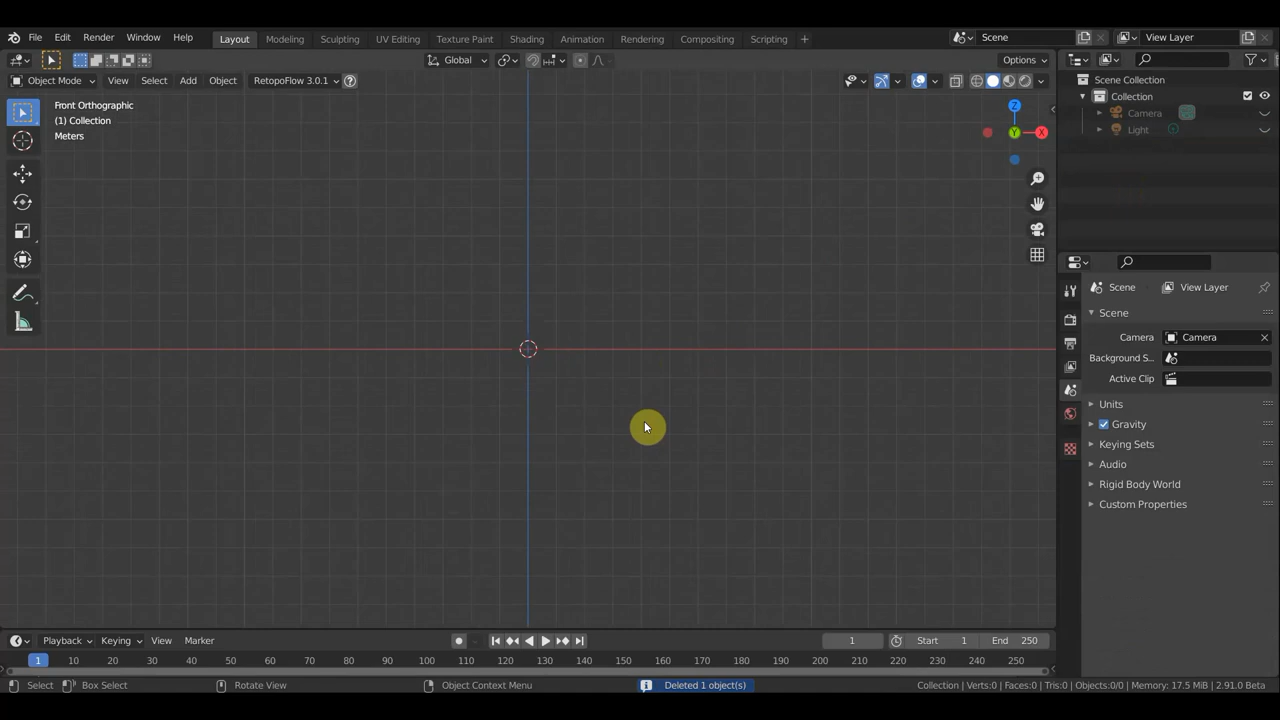 File Edit Render Window Help Layout Modeling Sculpting UV Editing Texture Paint Shading Animation Rendering Compositing Scripting + Scene View Layer
Global Options
Object Mode View Select Add Object RetopoFlow 3.0.1 ?
Front Orthographic
(1) Collection
Meters
Z
Y
X
Scene Collection
Collection
Camera
Light
Scene View Layer
Scene
Camera Camera
Background S...
Active Clip
Units
Gravity
Keying Sets
Audio
Rigid Body World
Custom Properties
Playback Keying View Marker 1 Start 1 End 250
1 10 20 30 40 50 60 70 80 90 100 110 120 130 140 150 160 170 180 190 200 210 220 230 240 250
Select Box Select Rotate View Object Context Menu Deleted 1 object(s) Collection | Verts:0 | Faces:0 | Tris:0 | Objects:0/0 | Memory: 17.5 MiB | 2.91.0 Beta